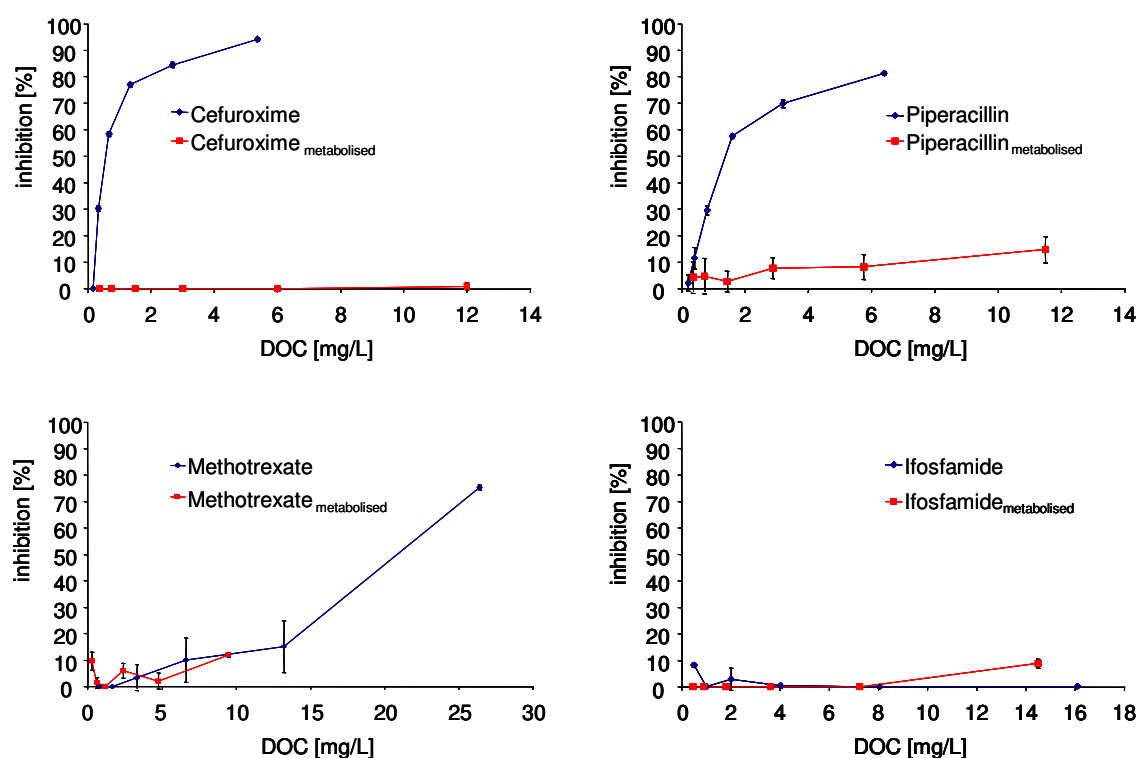 100
90
80
70
60
50
40
30
20
10
0
inhibition [%]
Cefuroxime
Cefuroxime metabolised
0 2 4 6 8 10 12 14
DOC [mg/L]
100
90
80
70
60
50
40
30
20
10
0
inhibition [%]
Piperacillin
Piperacillin metabolised
0 2 4 6 8 10 12 14
DOC [mg/L]
100
90
80
70
60
50
40
30
20
10
0
inhibition [%]
Methotrexate
Methotrexate metabolised
0 5 10 15 20 25 30
DOC [mg/L]
100
90
80
70
60
50
40
30
20
10
0
inhibition [%]
Ifosfamide
Ifosfamide metabolised
0 2 4 6 8 10 12 14 16 18
DOC [mg/L]